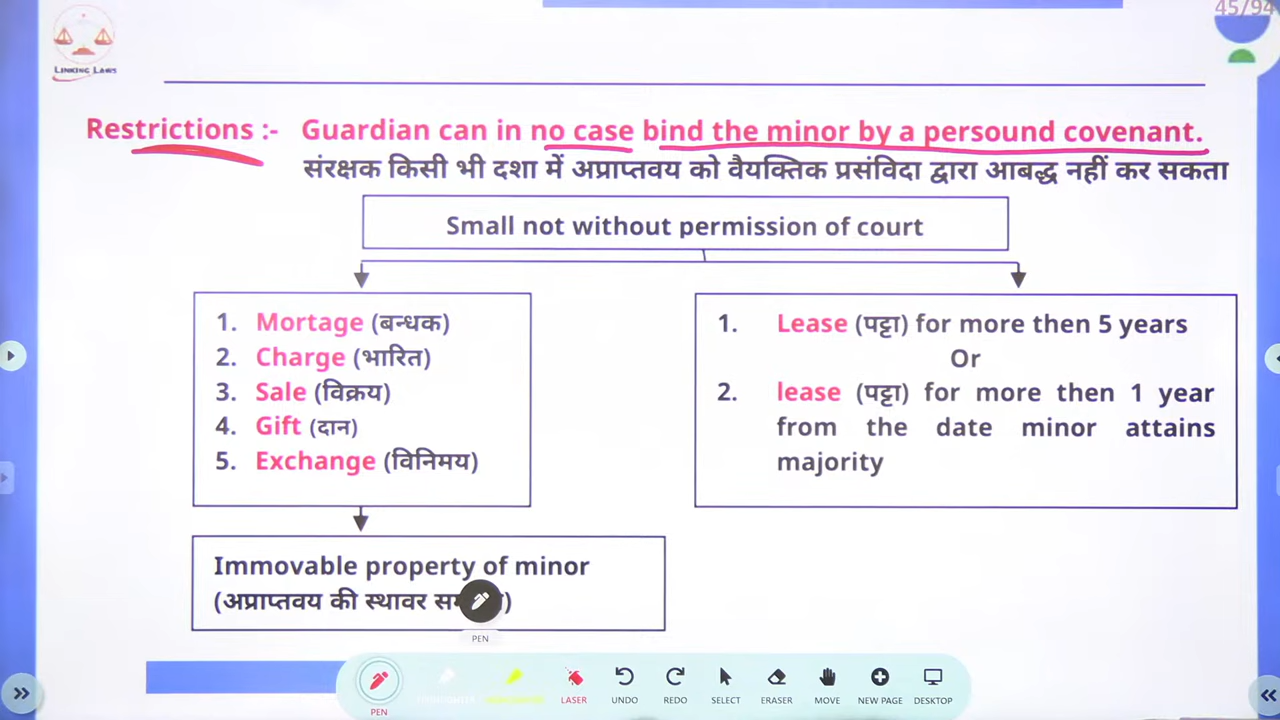 45/94
LINKING LAWS
Restrictions :- Guardian can in no case bind the minor by a persound covenant.
संरक्षक किसी भी दशा में अप्राप्तवय को वैयक्तिक प्रसंविदा द्वारा आबद्ध नहीं कर सकता
Small not without permission of court
1. Mortage (बन्धक)
2. Charge (भारित)
3. Sale (विक्रय)
4. Gift (दान)
5. Exchange (विनिमय)
1. Lease (पट्टा) for more then 5 years
Or
2. lease (पट्टा) for more then 1 year
from the date minor attains
majority
Immovable property of minor
(अप्राप्तवय की स्थावर
PEN
PEN
LASER
UNDO
REDO
SELECT
ERASER
MOVE
NEW PAGE
DESKTOP